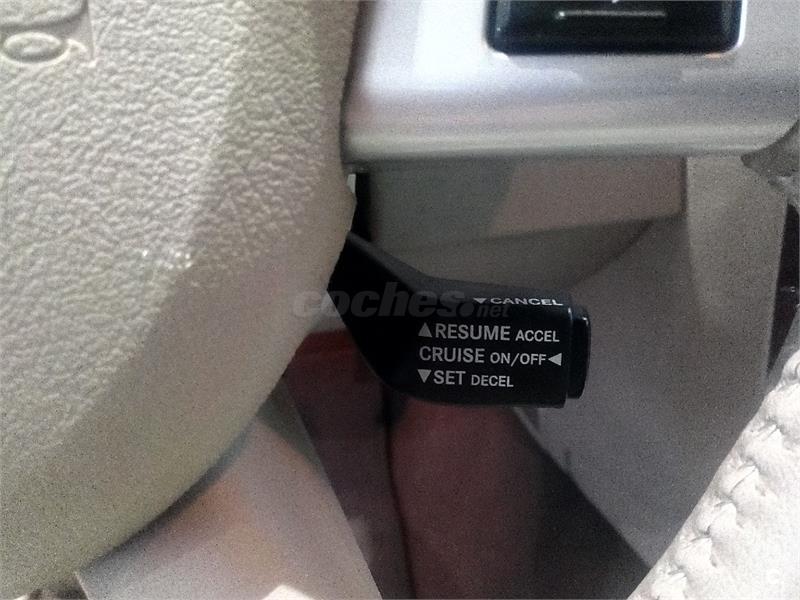 ▼CANCEL
coches.net
▲RESUME ACCEL
CRUISE ON/OFF◀
▼SET DECEL